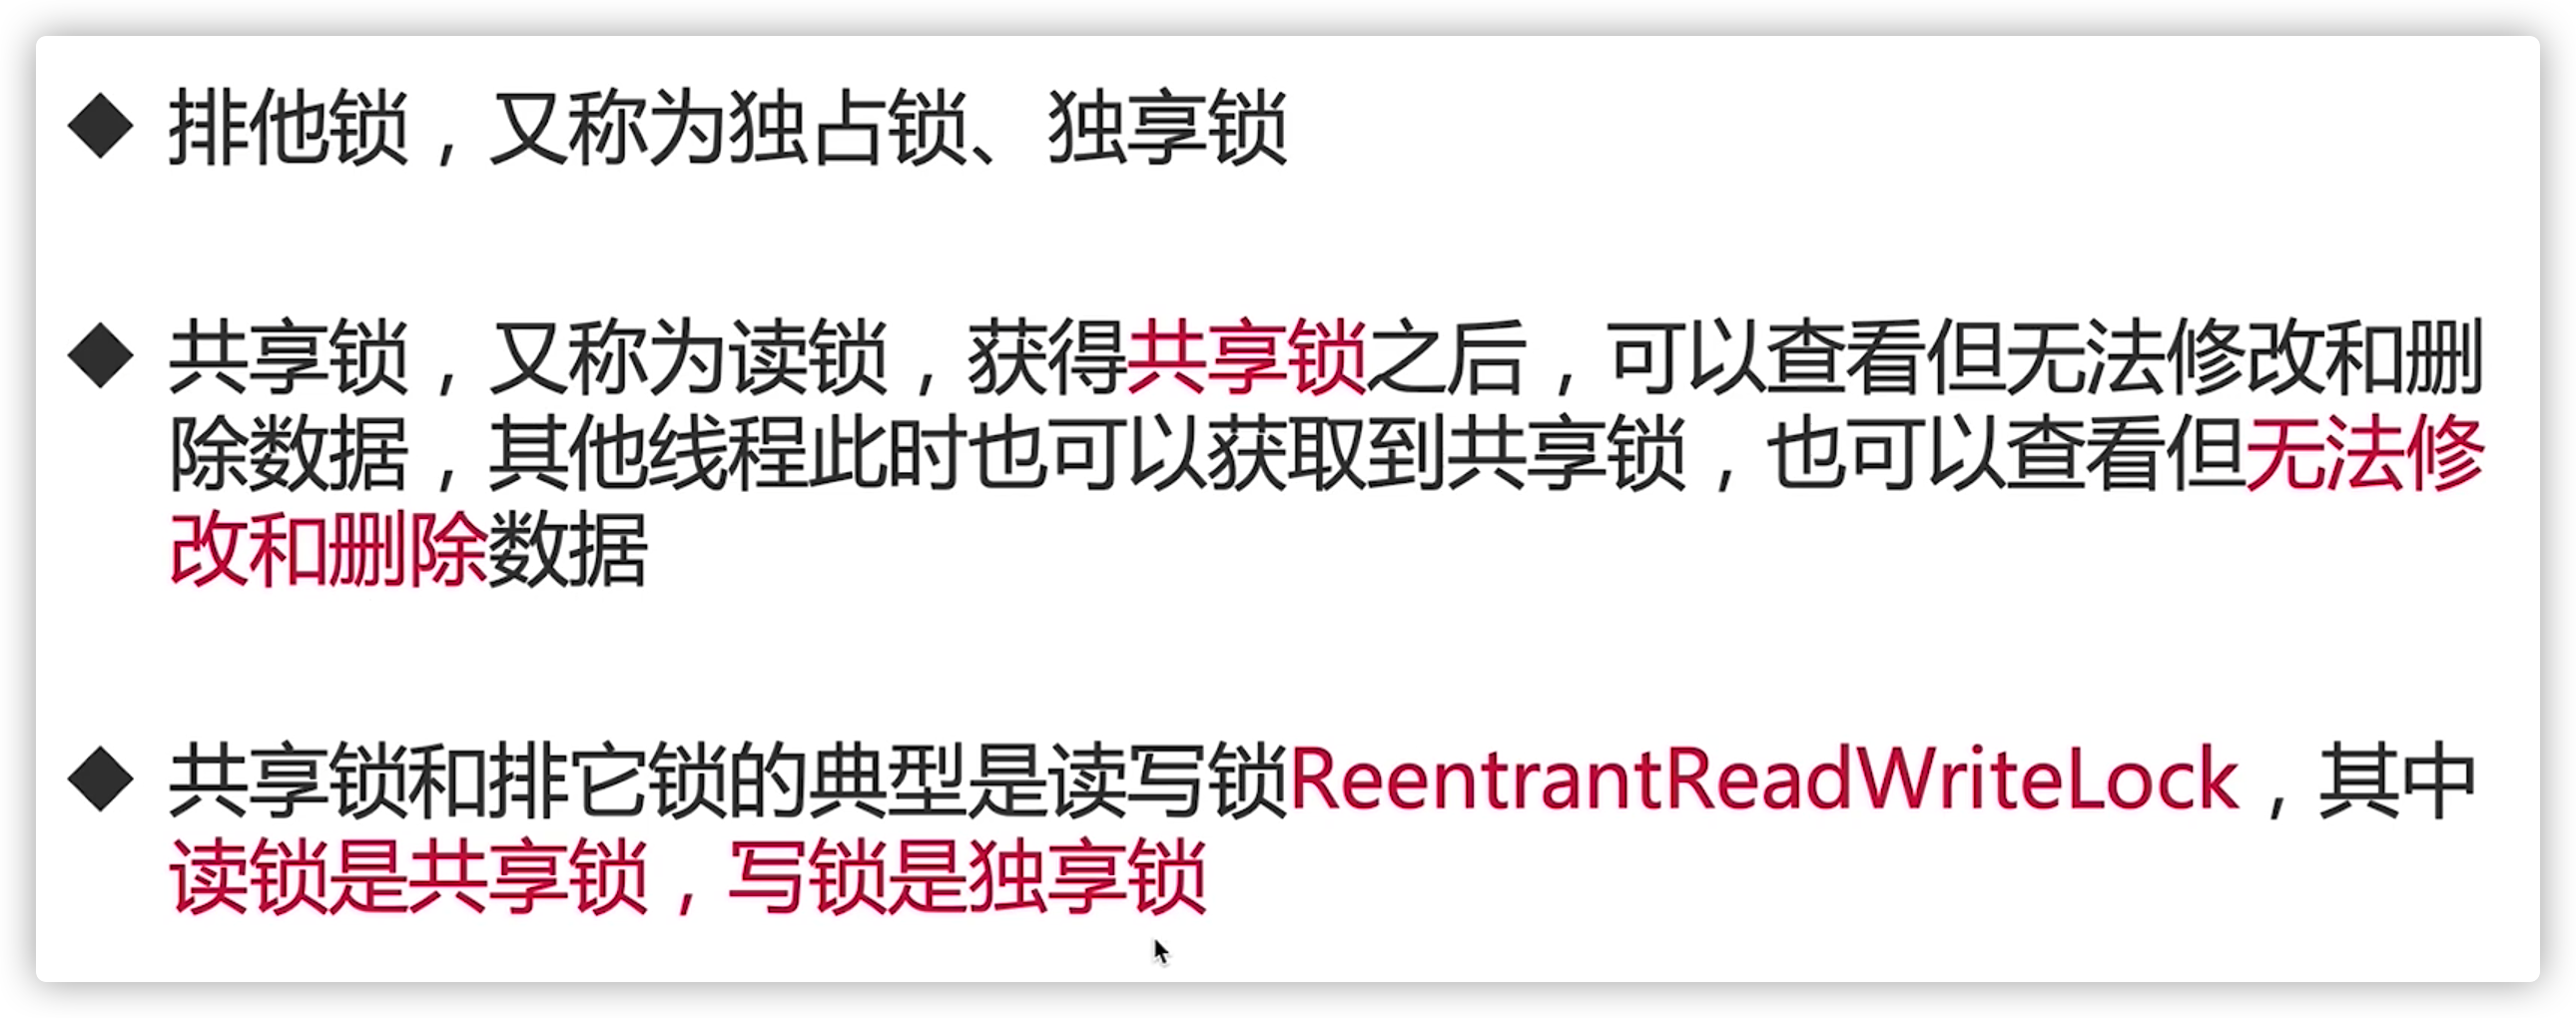 ◆ 排他锁，又称为独占锁、独享锁
◆ 共享锁，又称为读锁，获得共享锁之后，可以查看但无法修改和删
除数据，其他线程此时也可以获取到共享锁，也可以查看但无法修
改和删除数据
◆ 共享锁和排它锁的典型是读写锁ReentrantReadWriteLock，其中
读锁是共享锁，写锁是独享锁